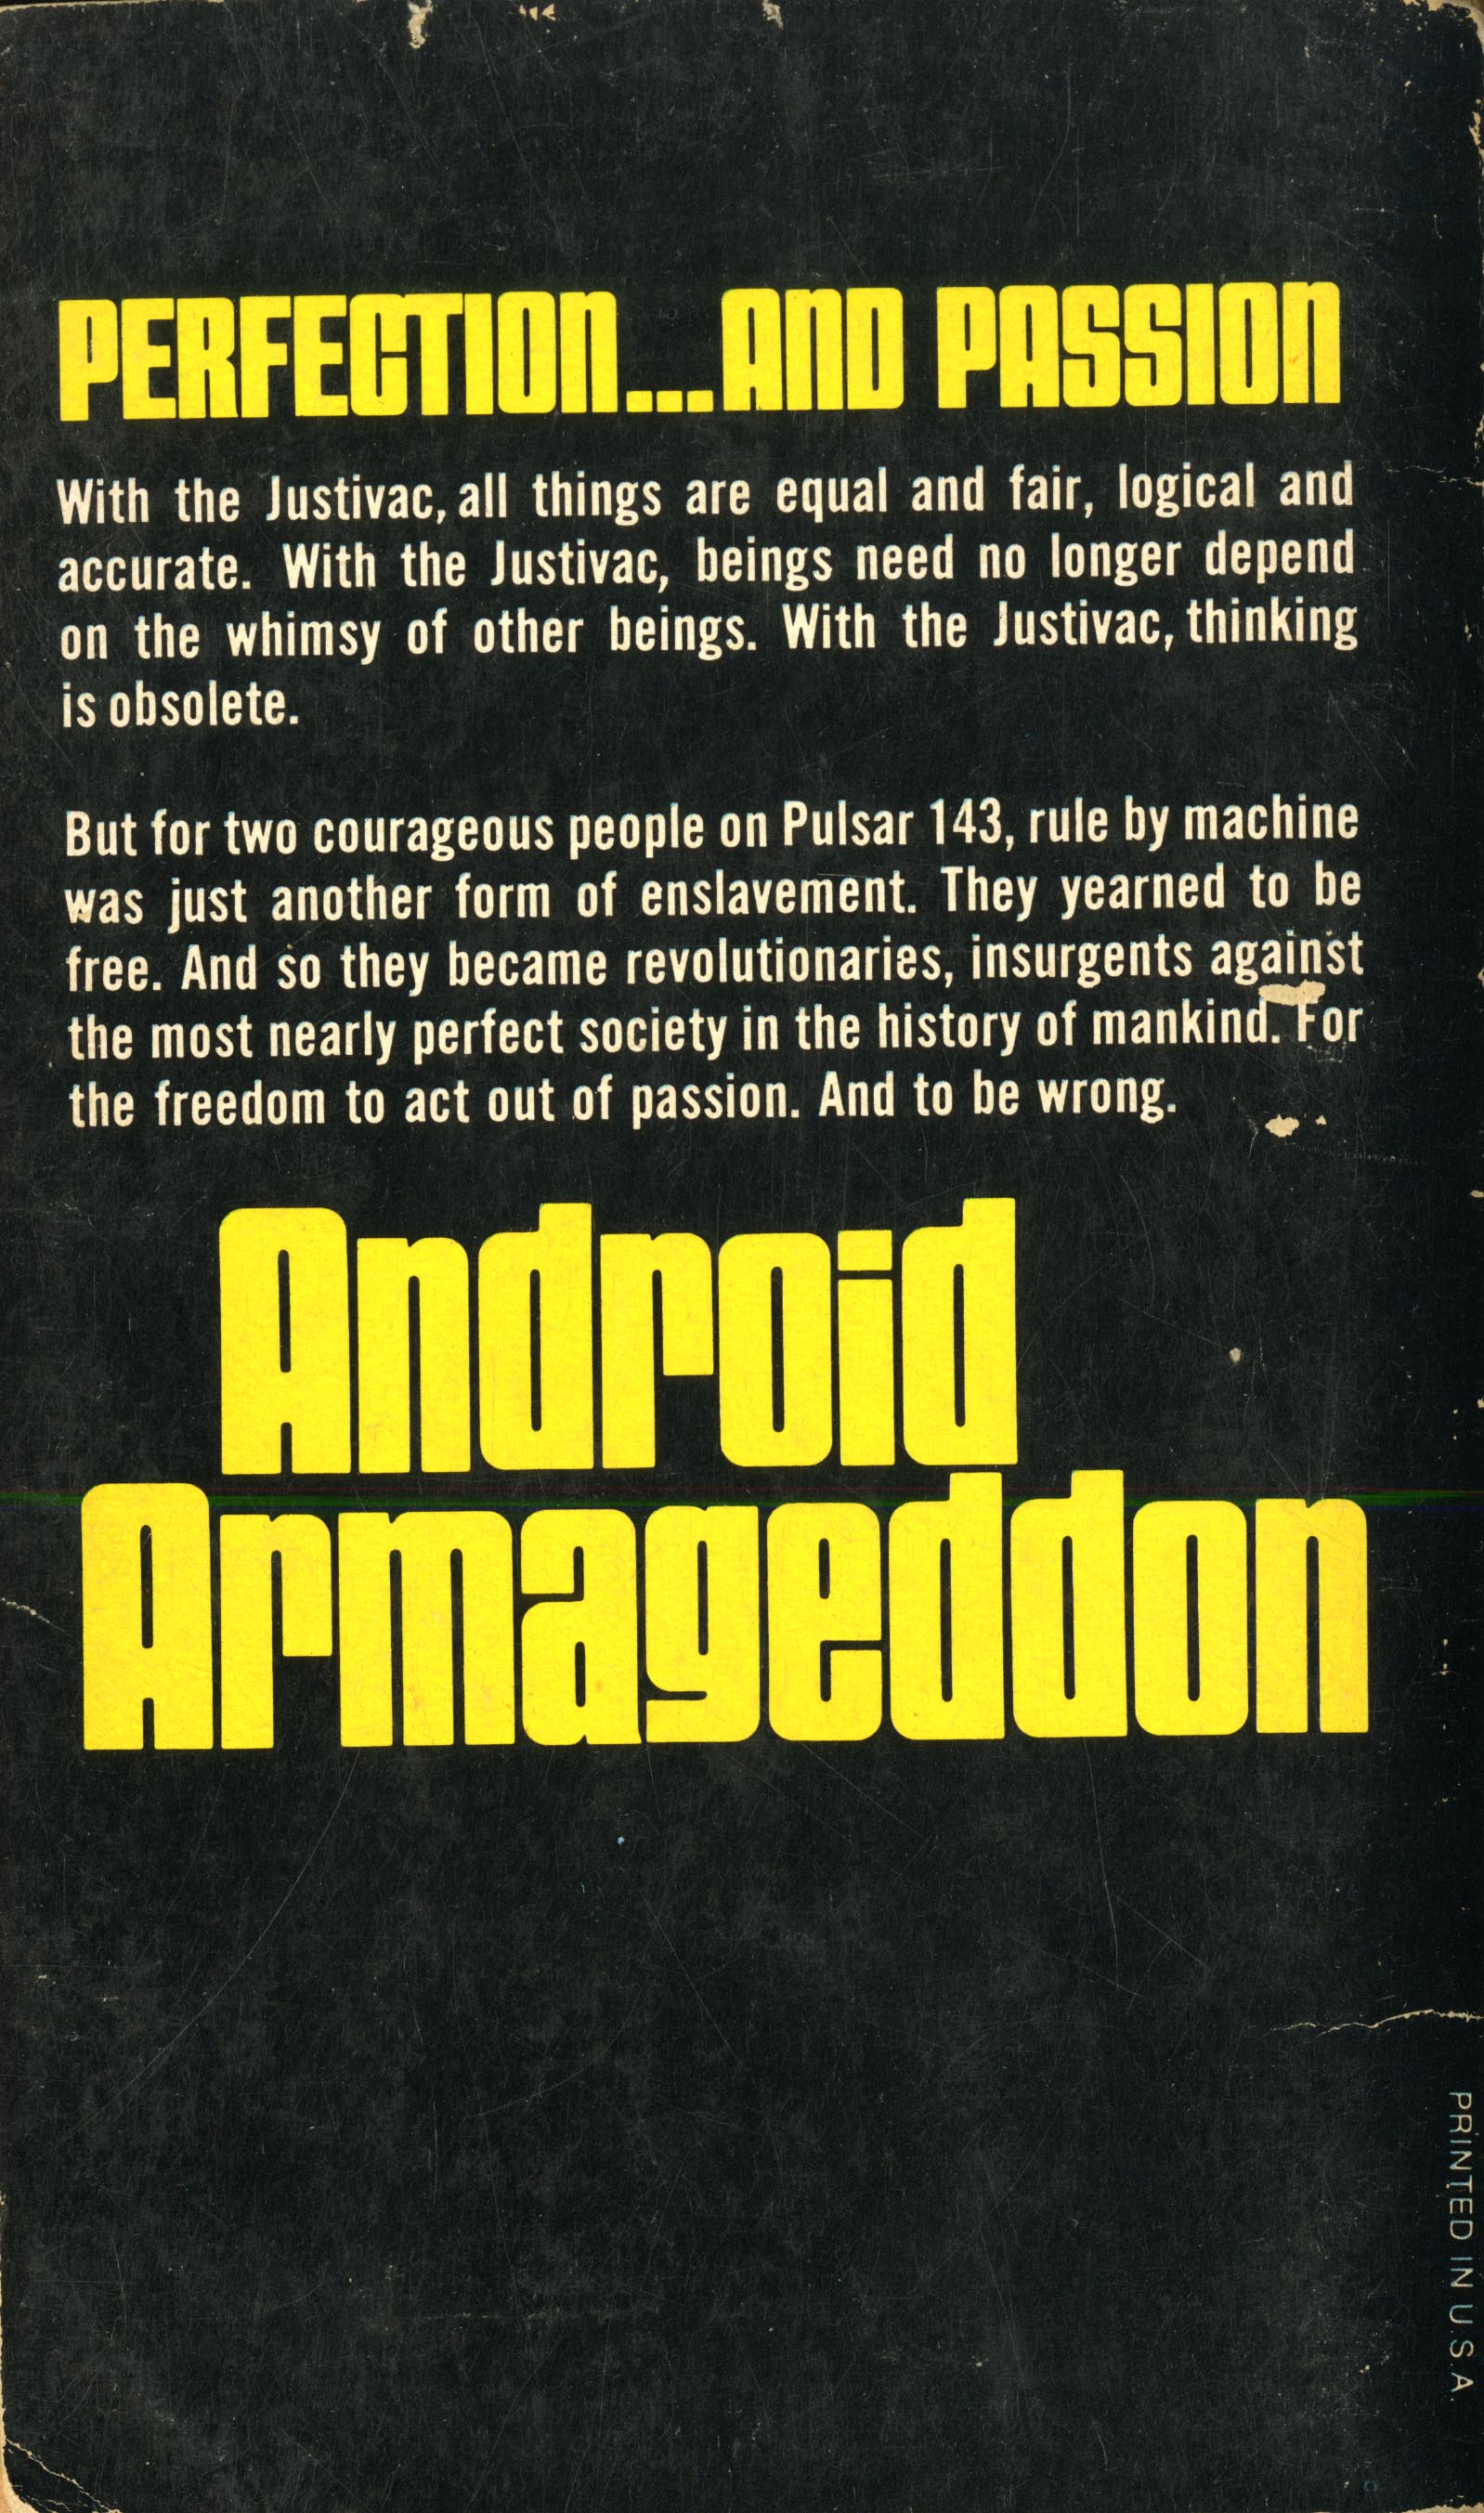 PERFECTION...AND PASSION
With the Justivac, all things are equal and fair, logical and
accurate. With the Justivac, beings need no longer depend
on the whimsy of other beings. With the Justivac, thinking
is obsolete.
But for two courageous people on Pulsar 143, rule by machine
was just another form of enslavement. They yearned to be
free. And so they became revolutionaries, insurgents against
the most nearly perfect society in the history of mankind. For
the freedom to act out of passion. And to be wrong.
Android
Armageddon
PRINTED IN U.S.A.